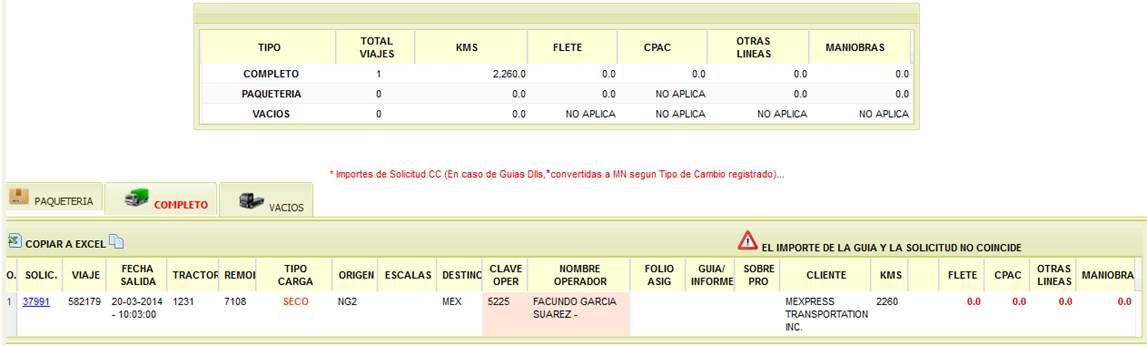 TIPO TOTAL VIAJES KMS FLETE CPAC OTRAS LINEAS MANIOBRAS
COMPLETO 1 2,260.0 0.0 0.0 0.0 0.0
PAQUETERIA 0 0.0 0.0 NO APLICA 0.0 0.0
VACIOS 0 0.0 NO APLICA NO APLICA NO APLICA NO APLICA
* Importes de Solicitud CC (En caso de Guias Dlls,*convertidas a MN segun Tipo de Cambio registrado)...
PAQUETERIA COMPLETO VACIOS
COPIAR A EXCEL EL IMPORTE DE LA GUIA Y LA SOLICITUD NO COINCIDE
O. SOLIC. VIAJE FECHA SALIDA TRACTOR REMOL TIPO CARGA ORIGEN ESCALAS DESTINO CLAVE OPER NOMBRE OPERADOR FOLIO ASIG GUIA/ INFORME SOBRE PRO CLIENTE KMS FLETE CPAC OTRAS LINEAS MANIOBRA
1 37991 582179 20-03-2014 - 10:03:00 1231 7108 SECO NG2 MEX 5225 FACUNDO GARCIA SUAREZ - MEXPRESS TRANSPORTATION INC. 2260 0.0 0.0 0.0 0.0